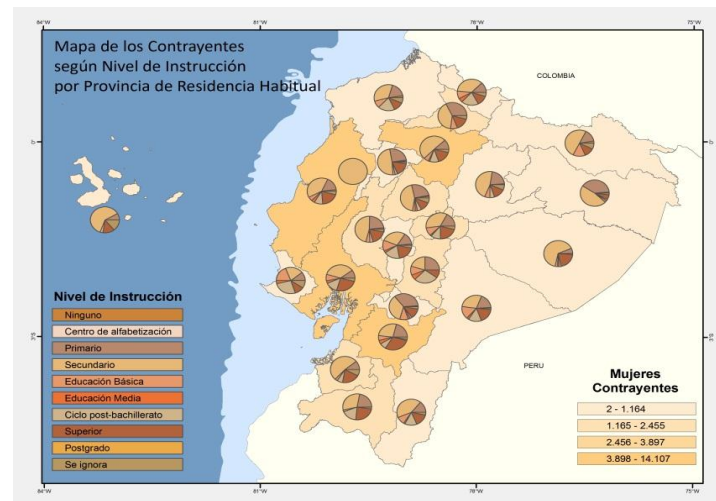 84°W
81°W
78°W
75°W
Mapa de los Contrayentes
según Nivel de Instrucción
por Provincia de Residencia Habitual
COLOMBIA
0°
0°
Nivel de Instrucción
Ninguno
Centro de alfabetización
Primario
Secundario
Educación Básica
Educación Media
Ciclo post-bachillerato
Superior
Postgrado
Se ignora
3°S
3°S
PERU
Mujeres
Contrayentes
2 - 1.164
1.165 - 2.455
2.456 - 3.897
3.898 - 14.107
84°W
81°W
78°W
75°W